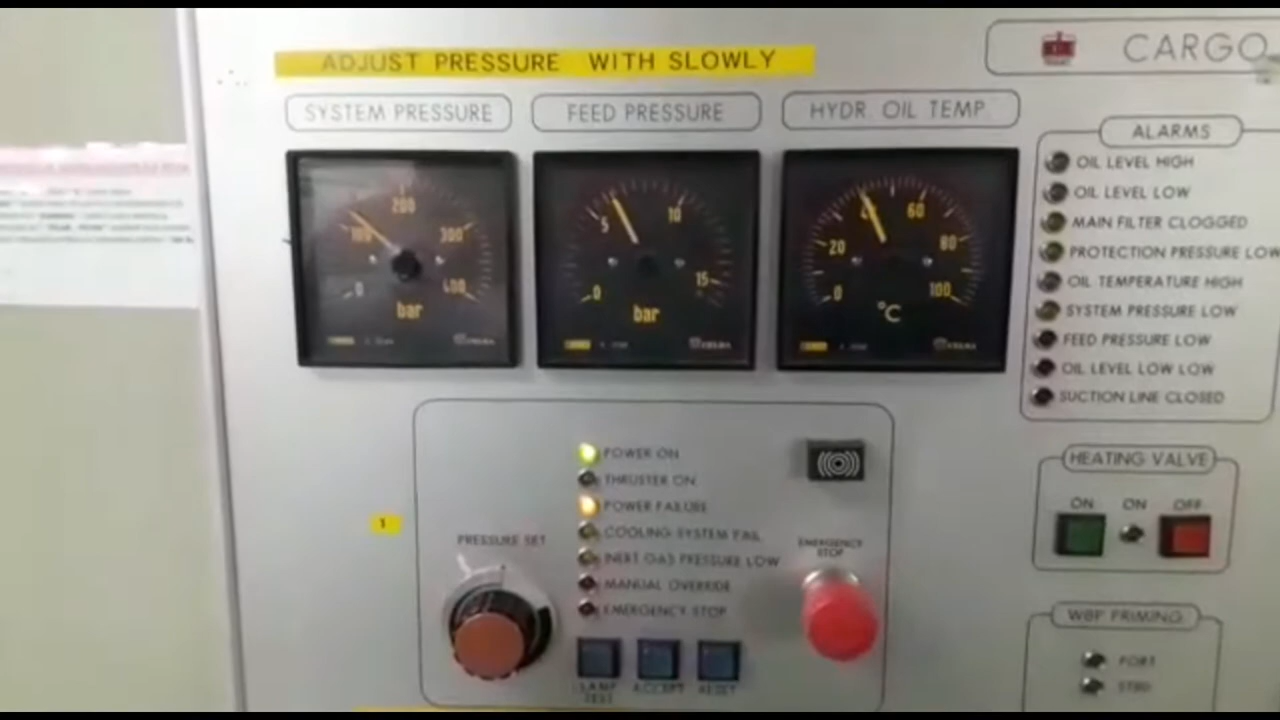 ADJUST PRESSURE WITH SLOWLY
CARGO
SYSTEM PRESSURE
FEED PRESSURE
HYDR OIL TEMP
ALARMS
OIL LEVEL HIGH
OIL LEVEL LOW
MAIN FILTER CLOGGED
PROTECTION PRESSURE LOW
OIL TEMPERATURE HIGH
SYSTEM PRESSURE LOW
FEED PRESSURE LOW
OIL LEVEL LOW LOW
SUCTION LINE CLOSED
0 100 200 300 400
bar
0 5 10 15
bar
0 20 40 60 80 100
°C
POWER ON
THRUSTER ON
POWER FAILURE
COOLING SYSTEM FAIL
INERT GAS PRESSURE LOW
MANUAL OVERRIDE
EMERGENCY STOP
1
PRESSURE SET
EMERGENCY
STOP
LAMP
TEST
ACCEPT
RESET
HEATING VALVE
ON ON OFF
WBP PRIMING
PORT
STBD